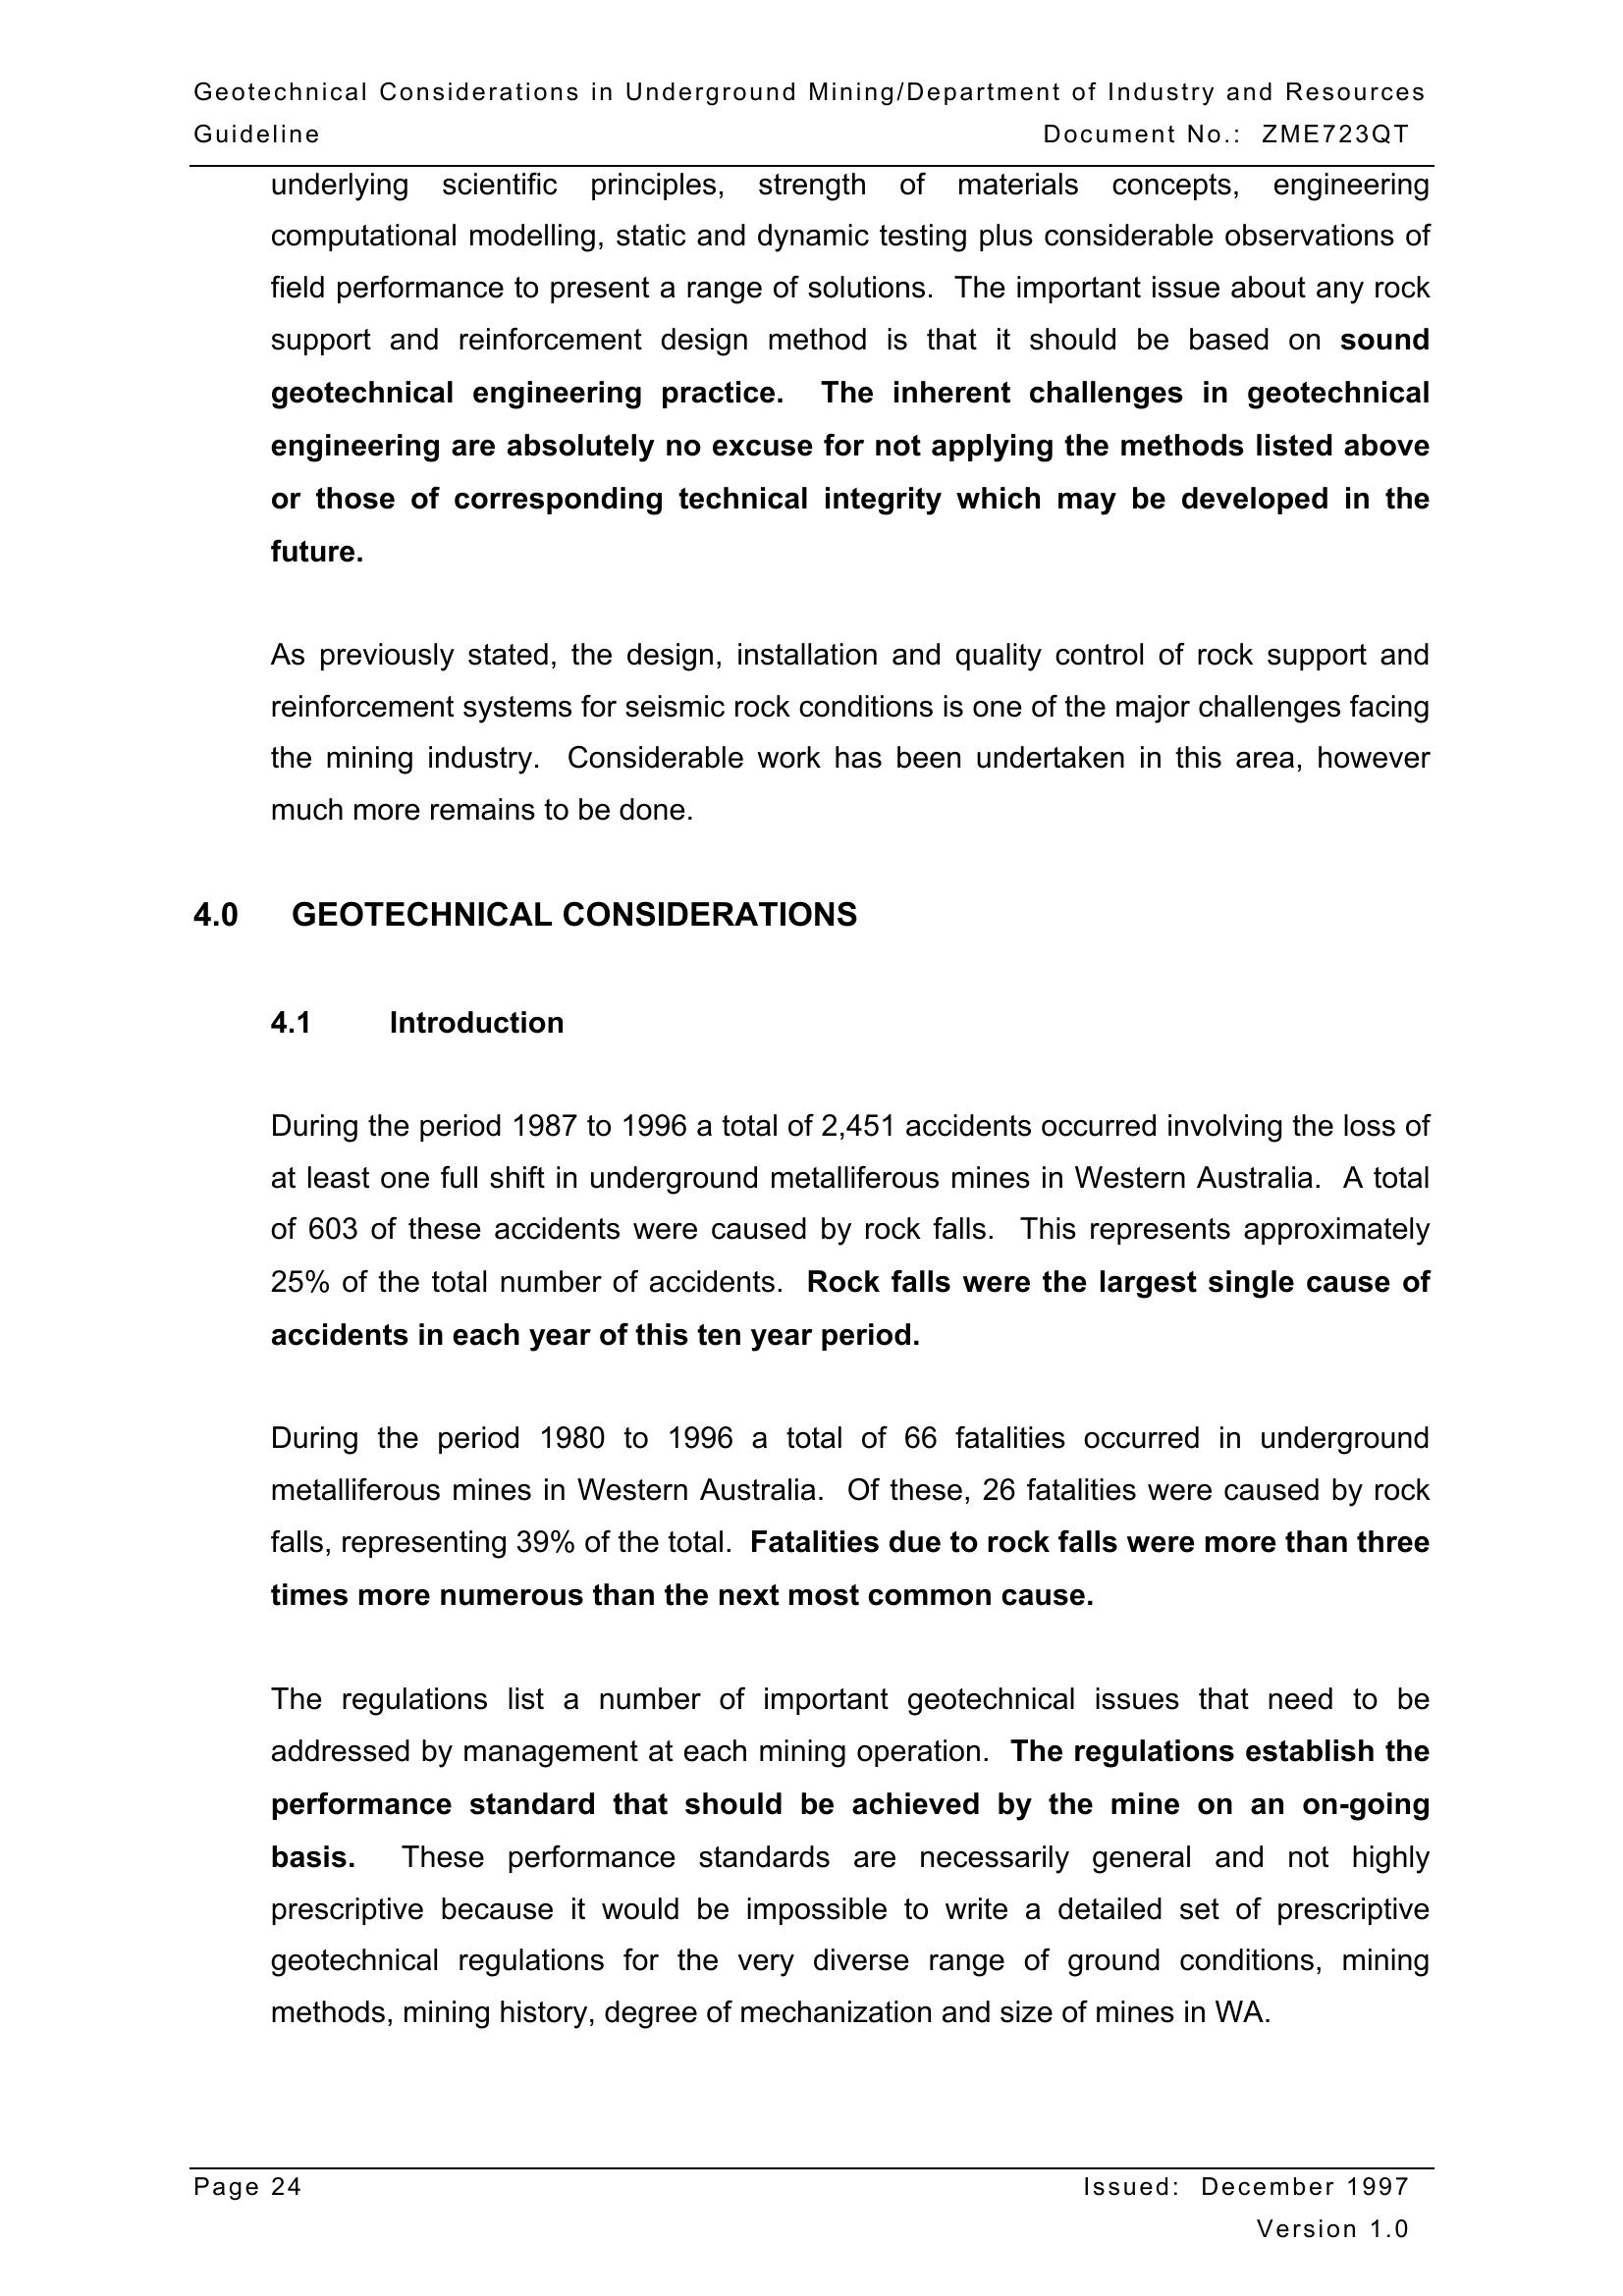 Geotechnical Considerations in Underground Mining/Department of Industry and Resources
Guideline Document No.: ZME723QT
underlying scientific principles, strength of materials concepts, engineering
computational modelling, static and dynamic testing plus considerable observations of
field performance to present a range of solutions. The important issue about any rock
support and reinforcement design method is that it should be based on sound
geotechnical engineering practice. The inherent challenges in geotechnical
engineering are absolutely no excuse for not applying the methods listed above
or those of corresponding technical integrity which may be developed in the
future.
As previously stated, the design, installation and quality control of rock support and
reinforcement systems for seismic rock conditions is one of the major challenges facing
the mining industry. Considerable work has been undertaken in this area, however
much more remains to be done.
4.0 GEOTECHNICAL CONSIDERATIONS
4.1 Introduction
During the period 1987 to 1996 a total of 2,451 accidents occurred involving the loss of
at least one full shift in underground metalliferous mines in Western Australia. A total
of 603 of these accidents were caused by rock falls. This represents approximately
25% of the total number of accidents. Rock falls were the largest single cause of
accidents in each year of this ten year period.
During the period 1980 to 1996 a total of 66 fatalities occurred in underground
metalliferous mines in Western Australia. Of these, 26 fatalities were caused by rock
falls, representing 39% of the total. Fatalities due to rock falls were more than three
times more numerous than the next most common cause.
The regulations list a number of important geotechnical issues that need to be
addressed by management at each mining operation. The regulations establish the
performance standard that should be achieved by the mine on an on-going
basis. These performance standards are necessarily general and not highly
prescriptive because it would be impossible to write a detailed set of prescriptive
geotechnical regulations for the very diverse range of ground conditions, mining
methods, mining history, degree of mechanization and size of mines in WA.
Page 24 Issued: December 1997
Version 1.0